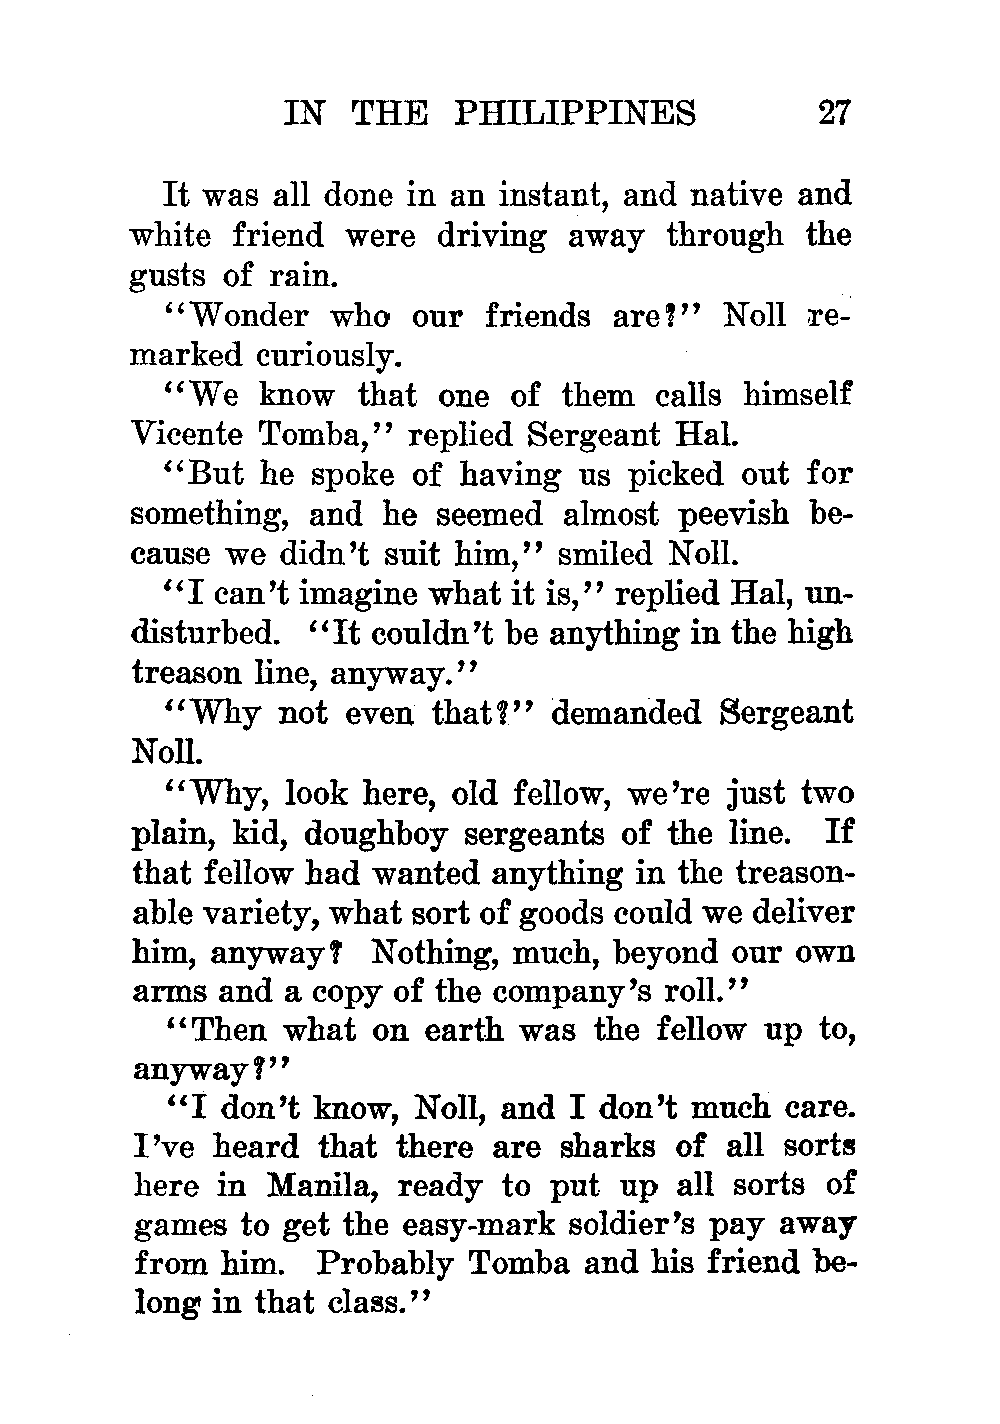 IN THE PHILIPPINES 27
It was all done in an instant, and native and
white friend were driving away through the
gusts of rain.
“Wonder who our friends are?” Noll re-
marked curiously.
“We know that one of them calls himself
Vicente Tomba,” replied Sergeant Hal.
“But he spoke of having us picked out for
something, and he seemed almost peevish be-
cause we didn’t suit him,” smiled Noll.
“I can’t imagine what it is,” replied Hal, un-
disturbed. “It couldn’t be anything in the high
treason line, anyway.”
“Why not even that?” demanded Sergeant
Noll.
“Why, look here, old fellow, we’re just two
plain, kid, doughboy sergeants of the line. If
that fellow had wanted anything in the treason-
able variety, what sort of goods could we deliver
him, anyway? Nothing, much, beyond our own
arms and a copy of the company’s roll.”
“Then what on earth was the fellow up to,
anyway?”
“I don’t know, Noll, and I don’t much care.
I’ve heard that there are sharks of all sorts
here in Manila, ready to put up all sorts of
games to get the easy-mark soldier’s pay away
from him. Probably Tomba and his friend be-
long in that class.”